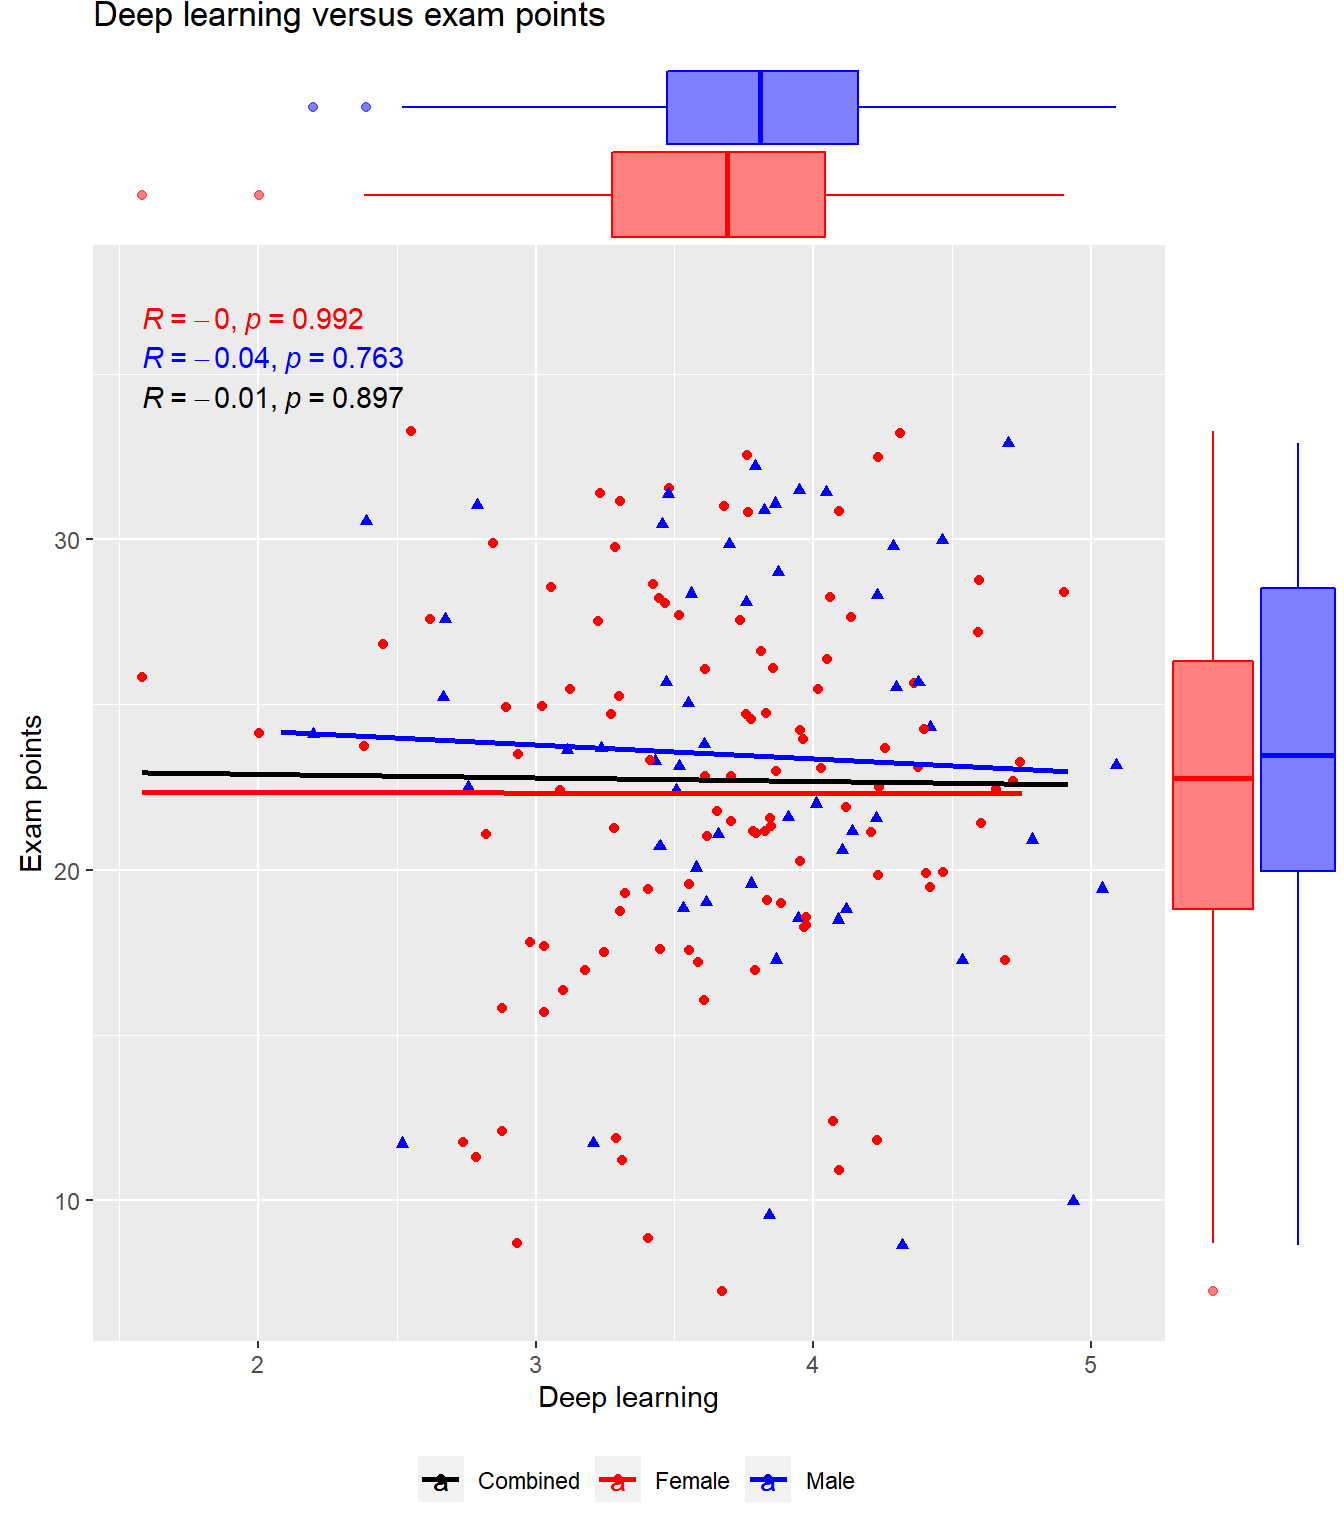 Deep learning versus exam points
R = −0, p = 0.992
R = −0.04, p = 0.763
R = −0.01, p = 0.897
30
20
10
Exam points
2 3 4 5
Deep learning
a Combined a Female a Male